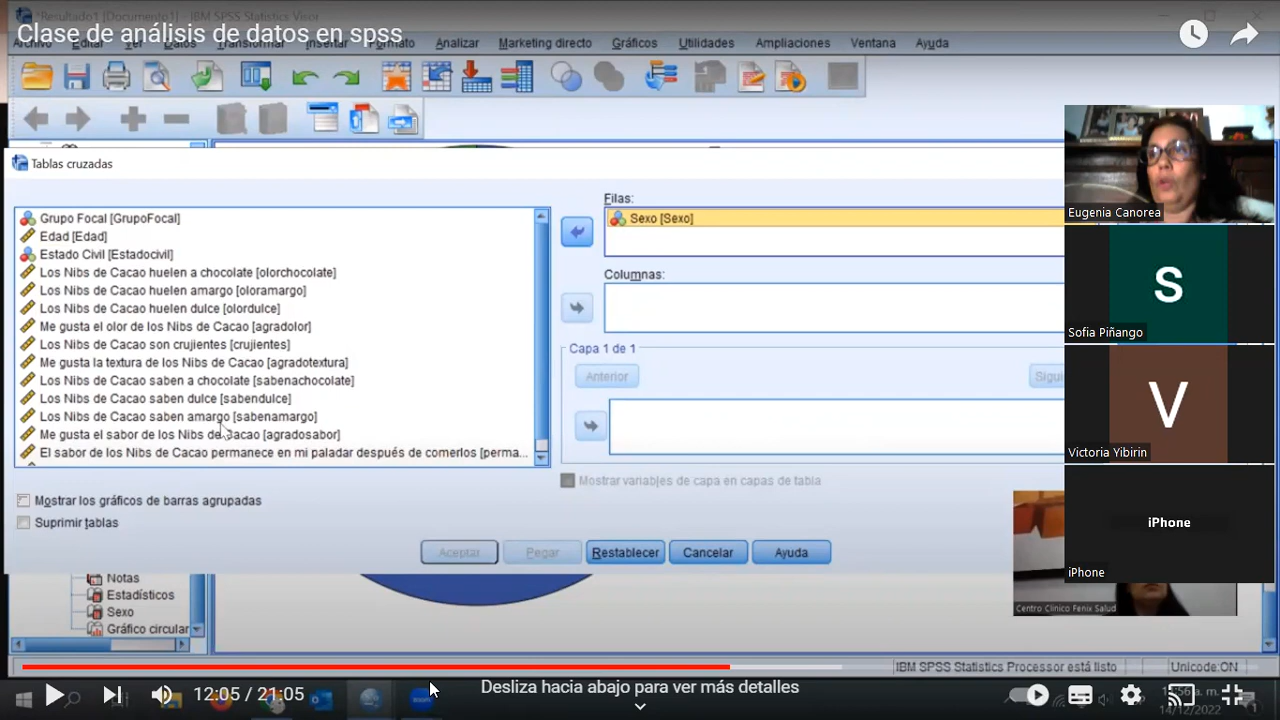 *Resultado1 [Documento1] - IBM SPSS Statistics Visor
Clase de análisis de datos en spss
Archivo Editar Ver Datos Transformar Insertar Formato Analizar Marketing directo Gráficos Utilidades Ampliaciones Ventana Ayuda
Tablas cruzadas
Grupo Focal [GrupoFocal]
Edad [Edad]
Estado Civil [Estadocivil]
Los Nibs de Cacao huelen a chocolate [olorchocolate]
Los Nibs de Cacao huelen amargo [oloramargo]
Los Nibs de Cacao huelen dulce [olordulce]
Me gusta el olor de los Nibs de Cacao [agradolor]
Los Nibs de Cacao son crujientes [crujientes]
Me gusta la textura de los Nibs de Cacao [agradotextura]
Los Nibs de Cacao saben a chocolate [sabenachocolate]
Los Nibs de Cacao saben dulce [sabendulce]
Los Nibs de Cacao saben amargo [sabenamargo]
Me gusta el sabor de los Nibs de Cacao [agradosabor]
El sabor de los Nibs de Cacao permanece en mi paladar después de comerlos [perma...
Filas:
Sexo [Sexo]
Columnas:
Capa 1 de 1
Anterior
Sigui
Mostrar variables de capa en capas de tabla
Mostrar los gráficos de barras agrupadas
Suprimir tablas
Aceptar Pegar Restablecer Cancelar Ayuda
Notas
Estadísticos
Sexo
Gráfico circular
Eugenia Canorea
S
Sofia Piñango
V
Victoria Yibirin
iPhone
iPhone
Centro Clinico Fenix Salud
IBM SPSS Statistics Processor está listo
Unicode:ON
12:05 / 21:05
Desliza hacia abajo para ver más detalles
14/12/2022